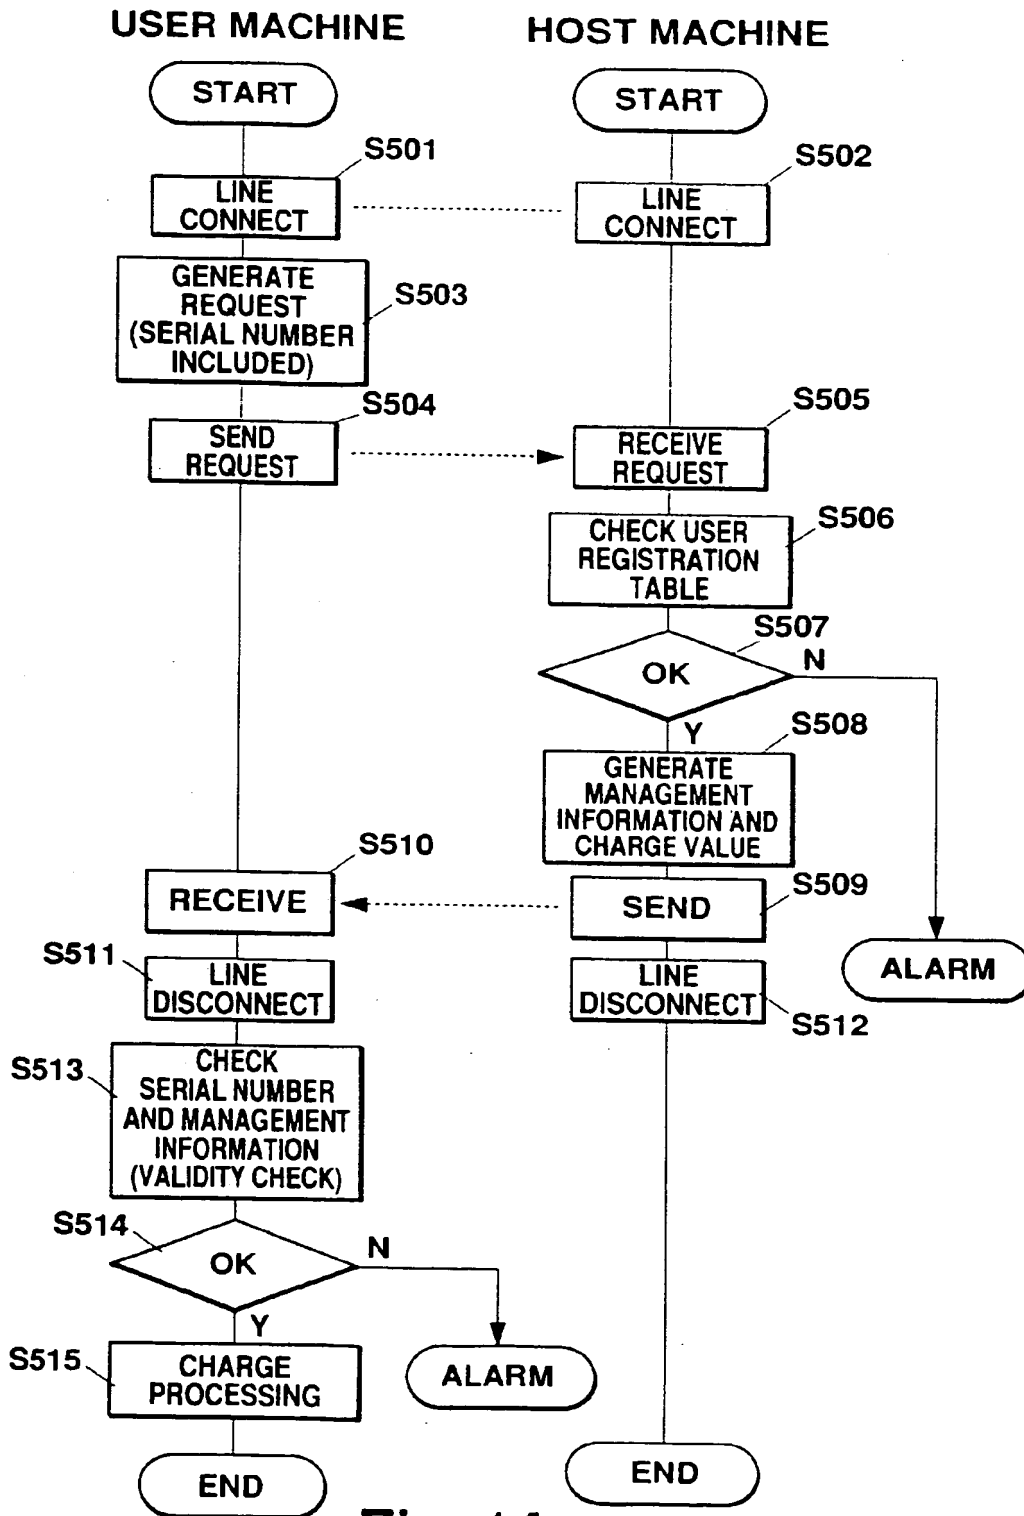 USER MACHINE
HOST MACHINE
START
START
S501
S502
LINE
CONNECT
LINE
CONNECT
GENERATE
REQUEST
(SERIAL NUMBER
INCLUDED)
S503
S504
S505
SEND
REQUEST
RECEIVE
REQUEST
S506
CHECK USER
REGISTRATION
TABLE
S507
OK
N
Y
S508
GENERATE
MANAGEMENT
INFORMATION AND
CHARGE VALUE
S510
RECEIVE
S509
SEND
ALARM
S511
LINE
DISCONNECT
LINE
DISCONNECT
S512
S513
CHECK
SERIAL NUMBER
AND MANAGEMENT
INFORMATION
(VALIDITY CHECK)
S514
OK
N
Y
ALARM
S515
CHARGE
PROCESSING
END
END